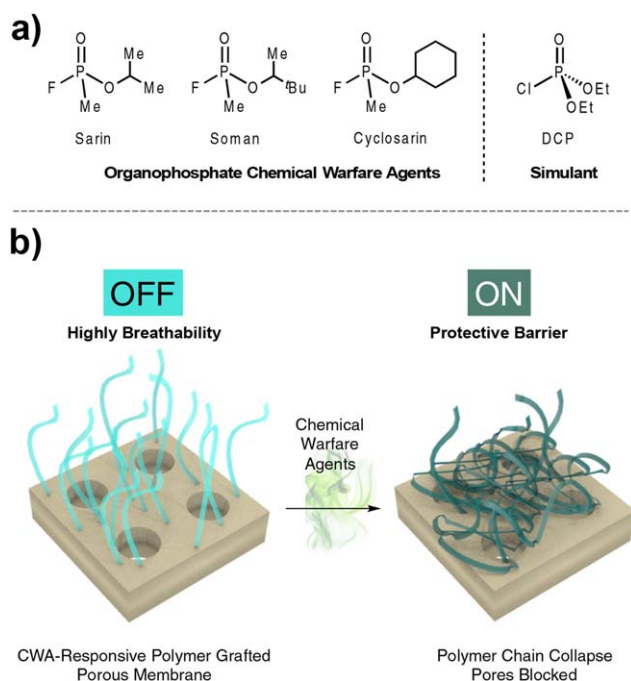 a)
O
Me
F
P
O
Me
Me
Sarin
O
Me
F
P
O
tBu
Me
Soman
O
F
P
O
Me
Cyclosarin
O
Cl
P
OEt
OEt
DCP
Organophosphate Chemical Warfare Agents
Simulant
b)
OFF
Highly Breathability
ON
Protective Barrier
Chemical
Warfare
Agents
CWA-Responsive Polymer Grafted
Porous Membrane
Polymer Chain Collapse
Pores Blocked